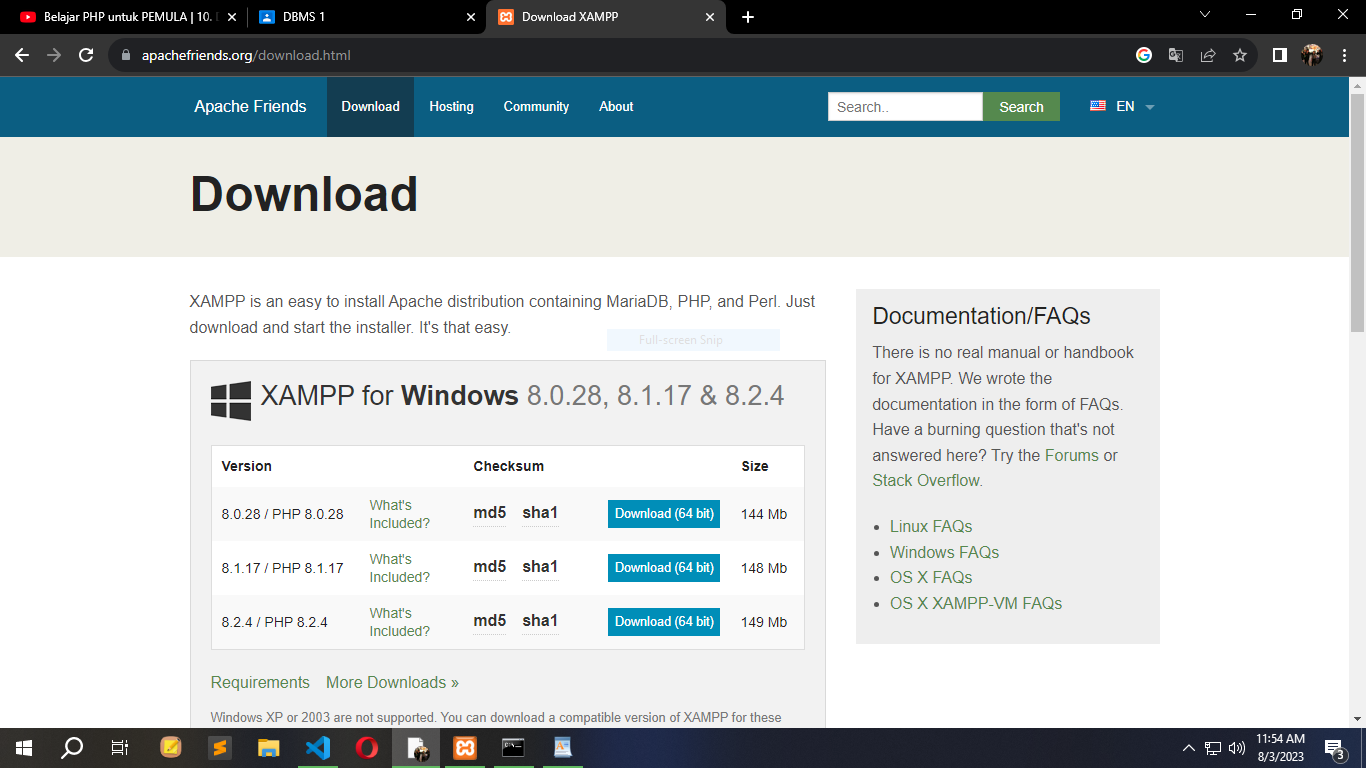 Belajar PHP untuk PEMULA | 10.
DBMS 1
Download XAMPP
apachefriends.org/download.html
Apache Friends
Download
Hosting
Community
About
Search..
Search
EN
Download
XAMPP is an easy to install Apache distribution containing MariaDB, PHP, and Perl. Just
download and start the installer. It's that easy.
Full-screen Snip
XAMPP for Windows 8.0.28, 8.1.17 & 8.2.4
Version Checksum Size
8.0.28 / PHP 8.0.28 What's Included? md5 sha1 Download (64 bit) 144 Mb
8.1.17 / PHP 8.1.17 What's Included? md5 sha1 Download (64 bit) 148 Mb
8.2.4 / PHP 8.2.4 What's Included? md5 sha1 Download (64 bit) 149 Mb
Requirements More Downloads »
Windows XP or 2003 are not supported. You can download a compatible version of XAMPP for these
Documentation/FAQs
There is no real manual or handbook
for XAMPP. We wrote the
documentation in the form of FAQs.
Have a burning question that's not
answered here? Try the Forums or
Stack Overflow.
Linux FAQs
Windows FAQs
OS X FAQs
OS X XAMPP-VM FAQs
11:54 AM
8/3/2023
3